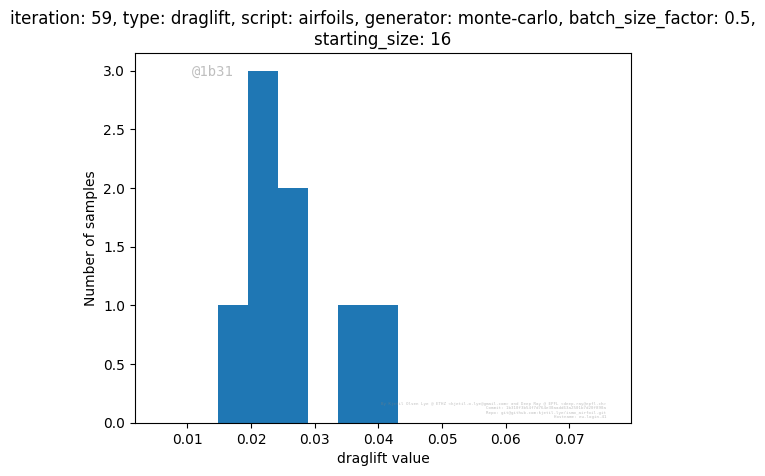 iteration: 59, type: draglift, script: airfoils, generator: monte-carlo, batch_size_factor: 0.5,
starting_size: 16
@1b31
3.0
2.5
2.0
1.5
1.0
0.5
0.0
Number of samples
0.01 0.02 0.03 0.04 0.05 0.06 0.07
draglift value